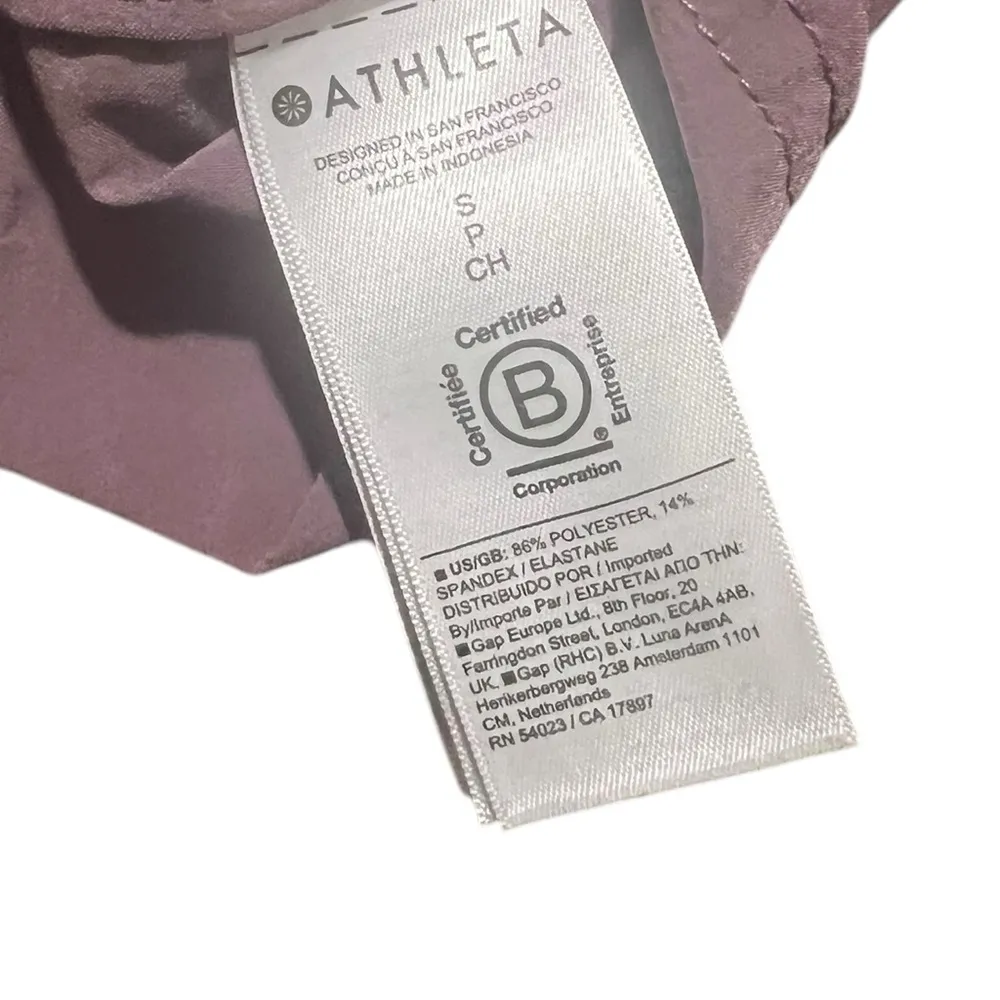 ATHLETA
DESIGNED IN SAN FRANCISCO
CONÇU À SAN FRANCISCO
MADE IN INDONESIA
S
P
CH
Certified
Certifiée
B
Entreprise
®
Corporation
US/GB: 86% POLYESTER, 14%
SPANDEX / ELASTANE
DISTRIBUIDO POR / Imported
By/Importe Par / ΕΙΣΑΓΕΤΑΙ ΑΠΟ ΤΗΝ:
Gap Europe Ltd., 8th Floor, 20
Farringdon Street, London, EC4A 4AB,
UK. Gap (RHC) B.V. Luna ArenA
Herikerbergweg 238 Amsterdam 1101
CM, Netherlands
RN 54023 / CA 17897